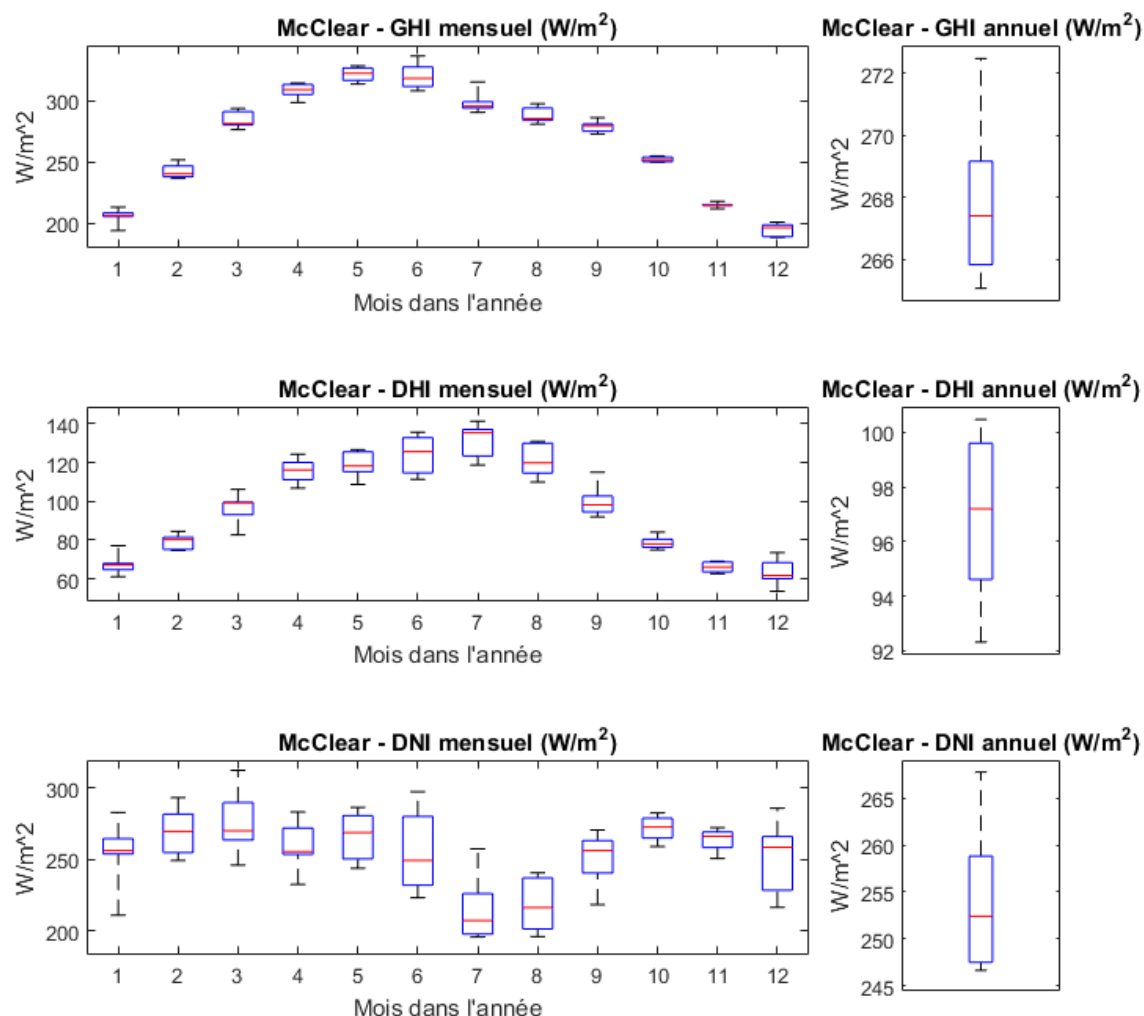 McClear - GHI mensuel (W/m²)
W/m^2
300
250
200
1 2 3 4 5 6 7 8 9 10 11 12
Mois dans l'année
McClear - GHI annuel (W/m²)
W/m^2
272
270
268
266
McClear - DHI mensuel (W/m²)
W/m^2
140
120
100
80
60
1 2 3 4 5 6 7 8 9 10 11 12
Mois dans l'année
McClear - DHI annuel (W/m²)
W/m^2
100
98
96
94
92
McClear - DNI mensuel (W/m²)
W/m^2
300
250
200
1 2 3 4 5 6 7 8 9 10 11 12
Mois dans l'année
McClear - DNI annuel (W/m²)
W/m^2
265
260
255
250
245